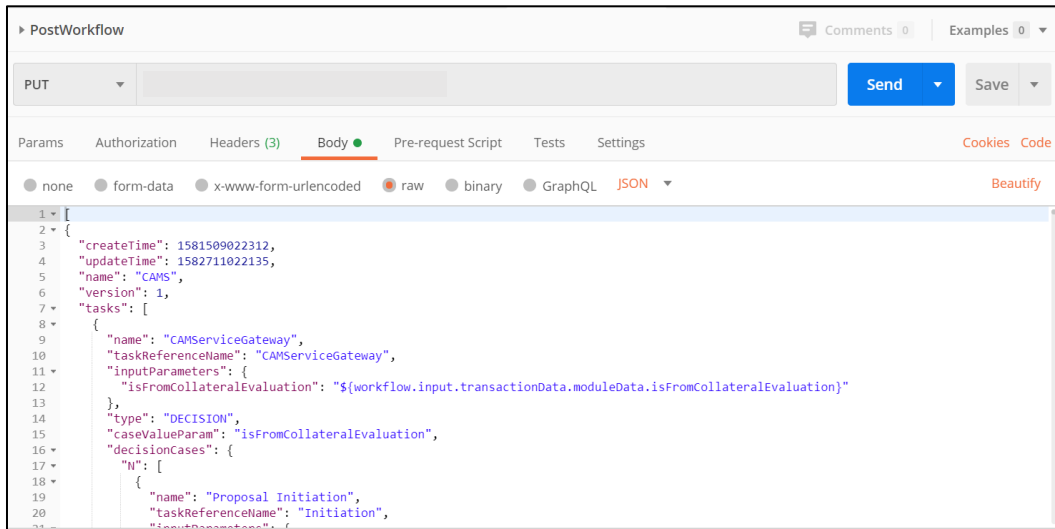 PostWorkflow Comments 0 Examples 0
PUT Send Save
Params Authorization Headers (3) Body Pre-request Script Tests Settings Cookies Code
none form-data x-www-form-urlencoded raw binary GraphQL JSON Beautify
1 [
2 {
3 "createTime": 1581509022312,
4 "updateTime": 1582711022135,
5 "name": "CAMS",
6 "version": 1,
7 "tasks": [
8 {
9 "name": "CAMServiceGateway",
10 "taskReferenceName": "CAMServiceGateway",
11 "inputParameters": {
12 "isFromCollateralEvaluation": "${workflow.input.transactionData.moduleData.isFromCollateralEvaluation}"
13 },
14 "type": "DECISION",
15 "caseValueParam": "isFromCollateralEvaluation",
16 "decisionCases": {
17 "N": [
18 {
19 "name": "Proposal Initiation",
20 "taskReferenceName": "Initiation",
21 "inputParameters": {